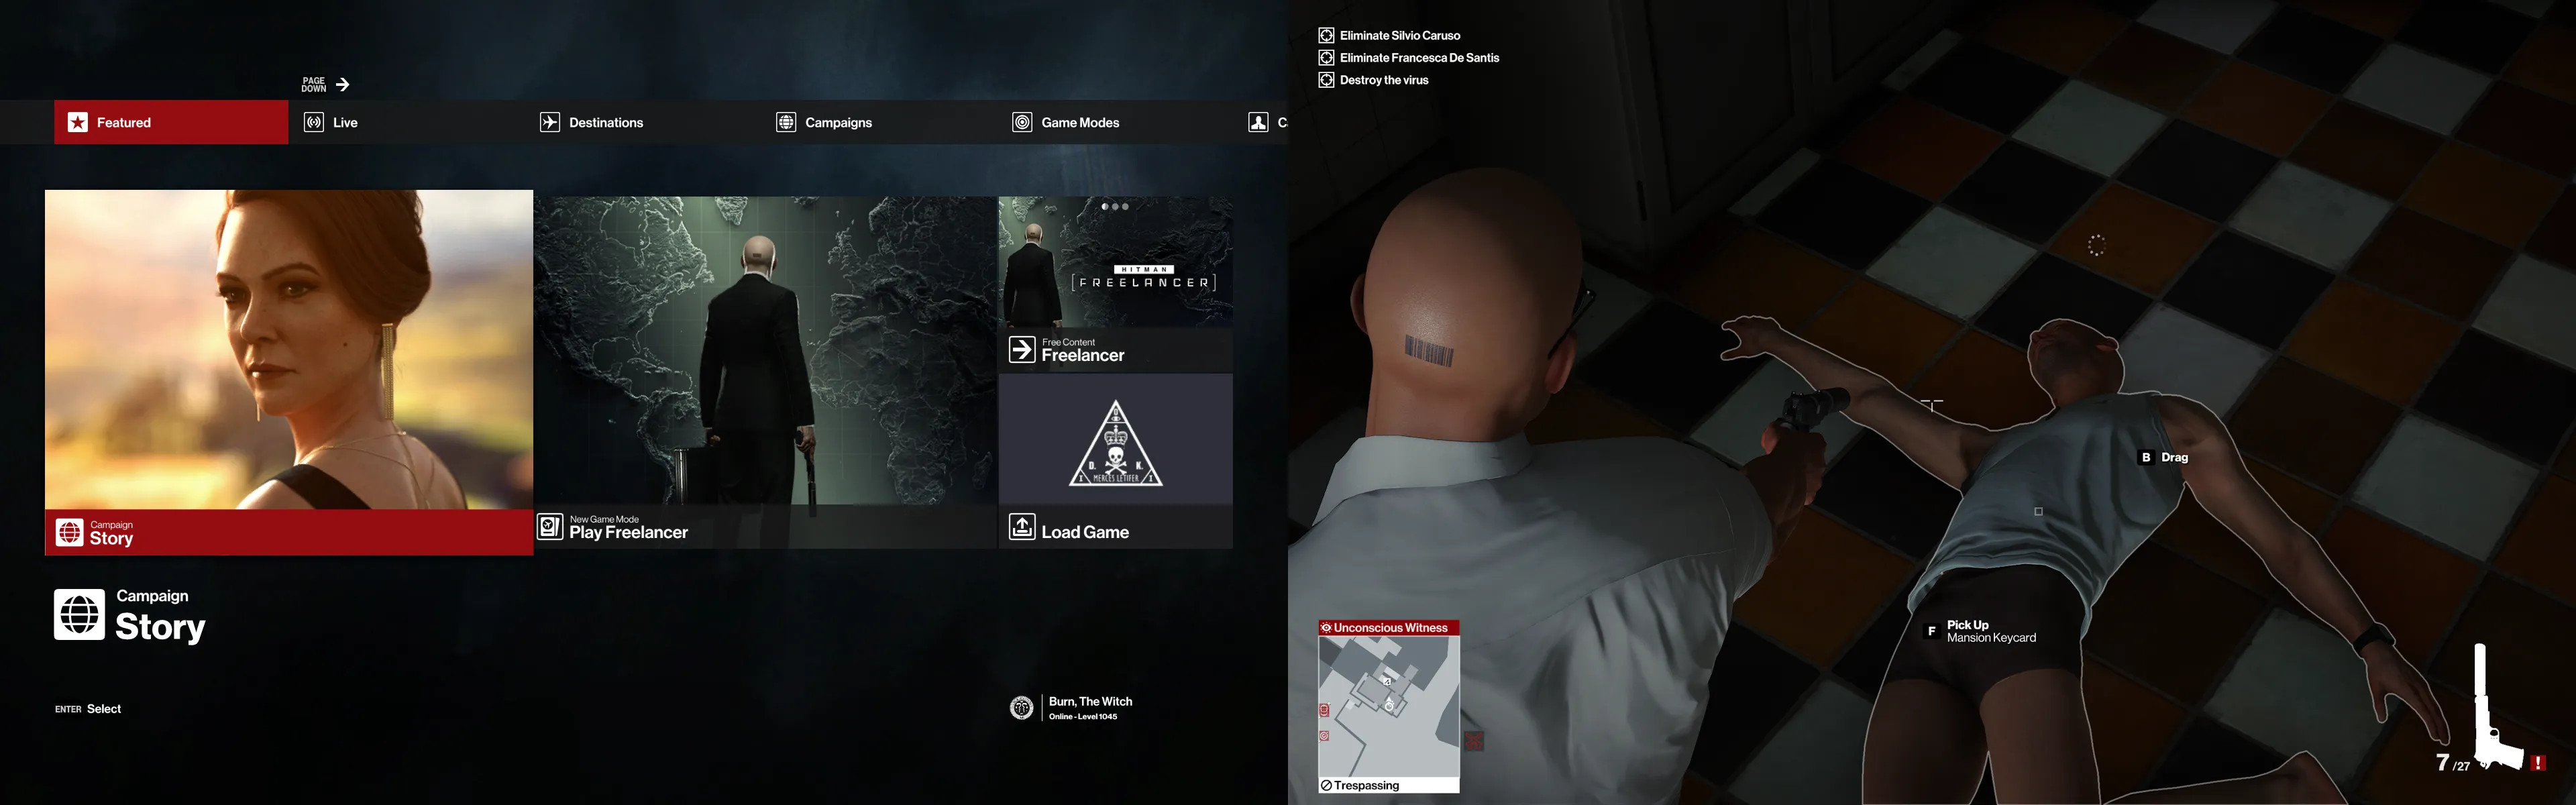 PAGE
DOWN
Featured
Live
Destinations
Campaigns
Game Modes
HITMAN
FREELANCER
Free Content
Freelancer
D. K.
I MERCES LETIFER I
Campaign
Story
New Game Mode
Play Freelancer
Load Game
Campaign
Story
ENTER Select
Burn, The Witch
Online - Level 1045
Eliminate Silvio Caruso
Eliminate Francesca De Santis
Destroy the virus
B Drag
F Pick Up
Mansion Keycard
Unconscious Witness
Trespassing
7/27
!